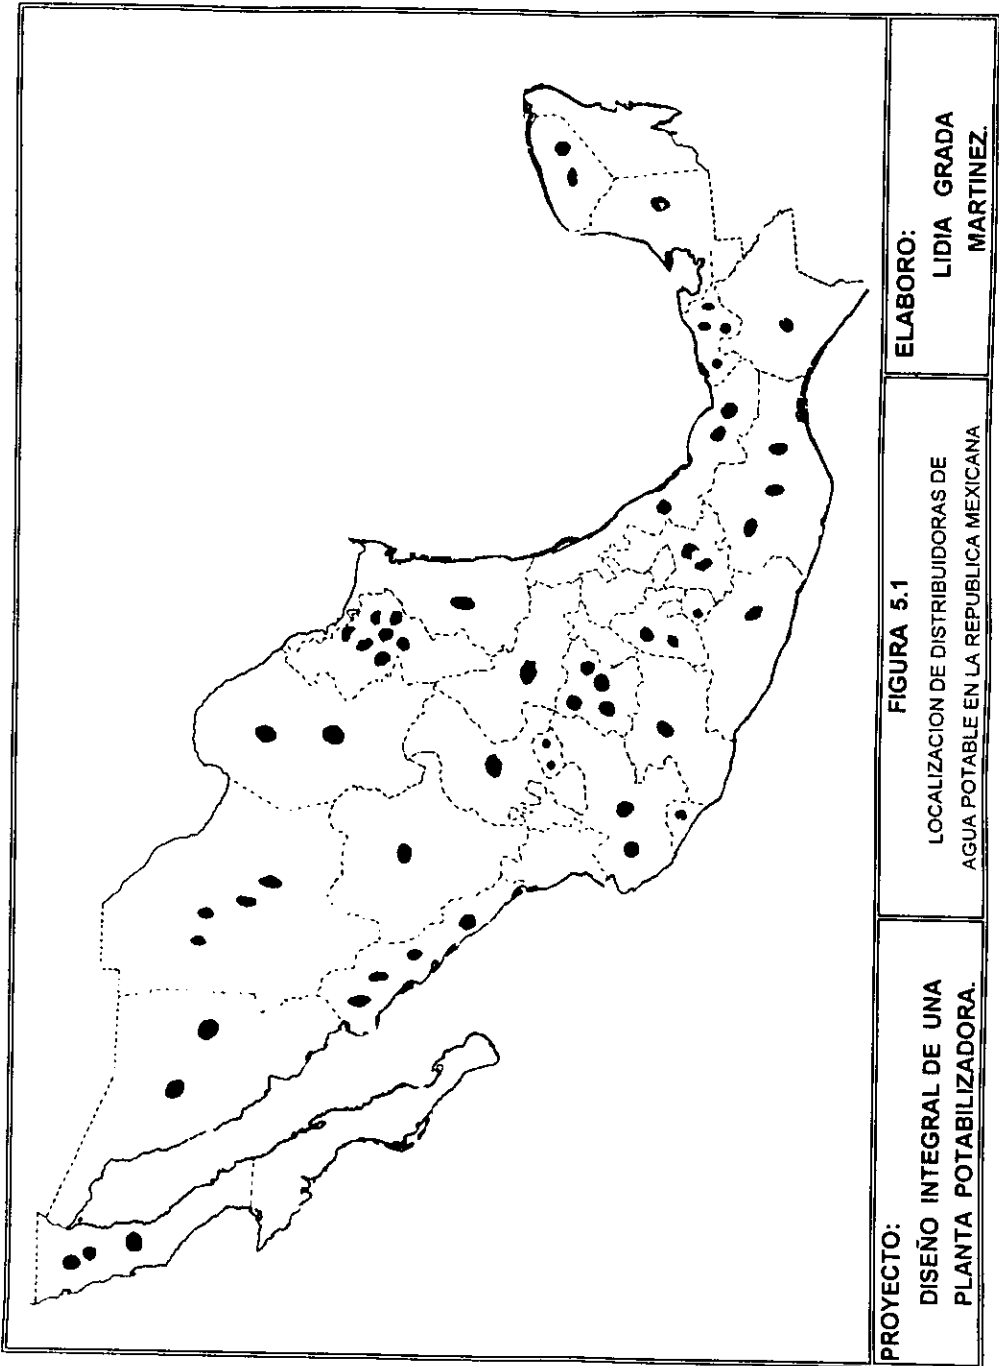 PROYECTO:
DISEÑO INTEGRAL DE UNA
PLANTA POTABILIZADORA.
FIGURA 5.1
LOCALIZACION DE DISTRIBUIDORAS DE
AGUA POTABLE EN LA REPUBLICA MEXICANA
ELABORO:
LIDIA GRADA
MARTINEZ.